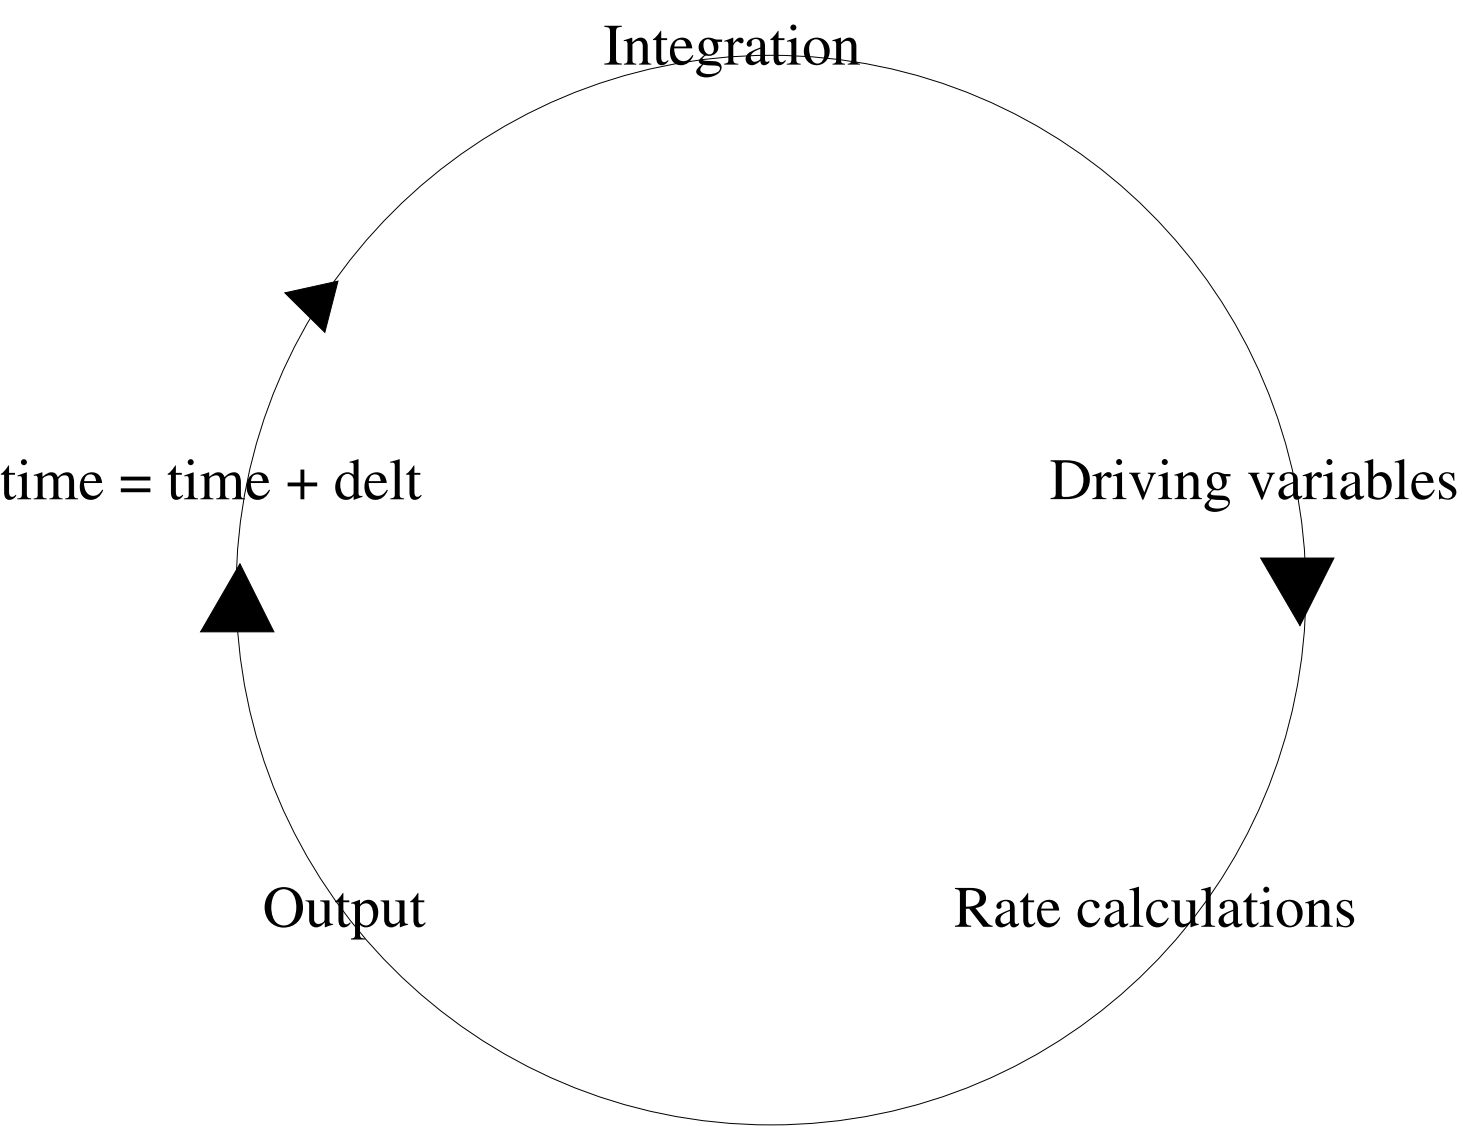 Integration
time = time + delt
Driving variables
Output
Rate calculations